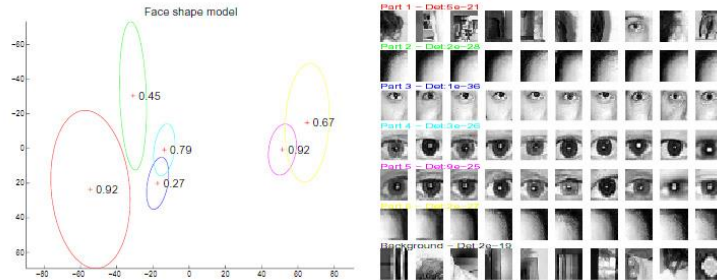 Face shape model
−60
−40
−20
0
20
40
60
−80 −60 −40 −20 0 20 40 60 80
0.45
0.67
0.79
0.92
0.27
0.92
Part 1 − Det:5e−21
Part 2 − Det:2e−28
Part 3 − Det:1e−36
Part 4 − Det:3e−26
Part 5 − Det:9e−25
Part 6 −
Background − Det:2e−19